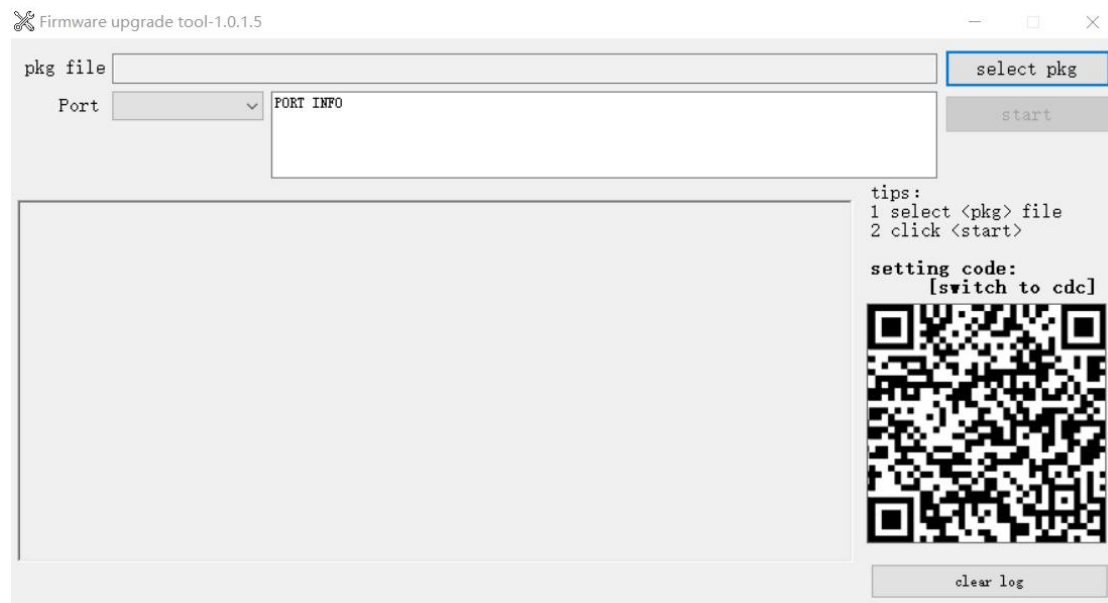 Firmware upgrade tool-1.0.1.5
pkg file
select pkg
Port
PORT INFO
start
tips:
1 select <pkg> file
2 click <start>
setting code:
[switch to cdc]
clear log